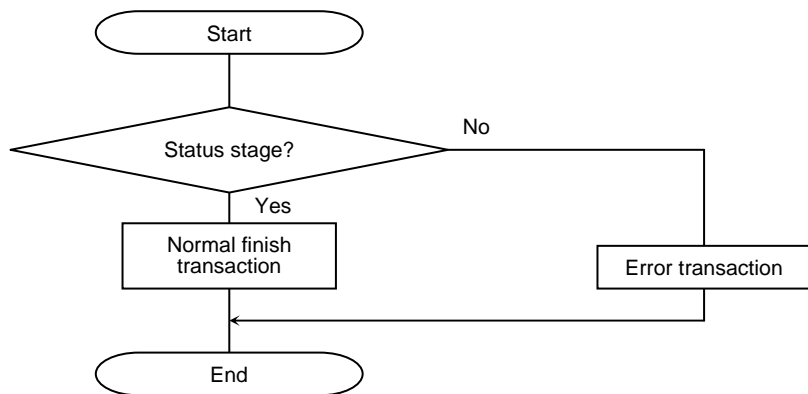 Start
No
Status stage?
Yes
Normal finish
transaction
Error transaction
End